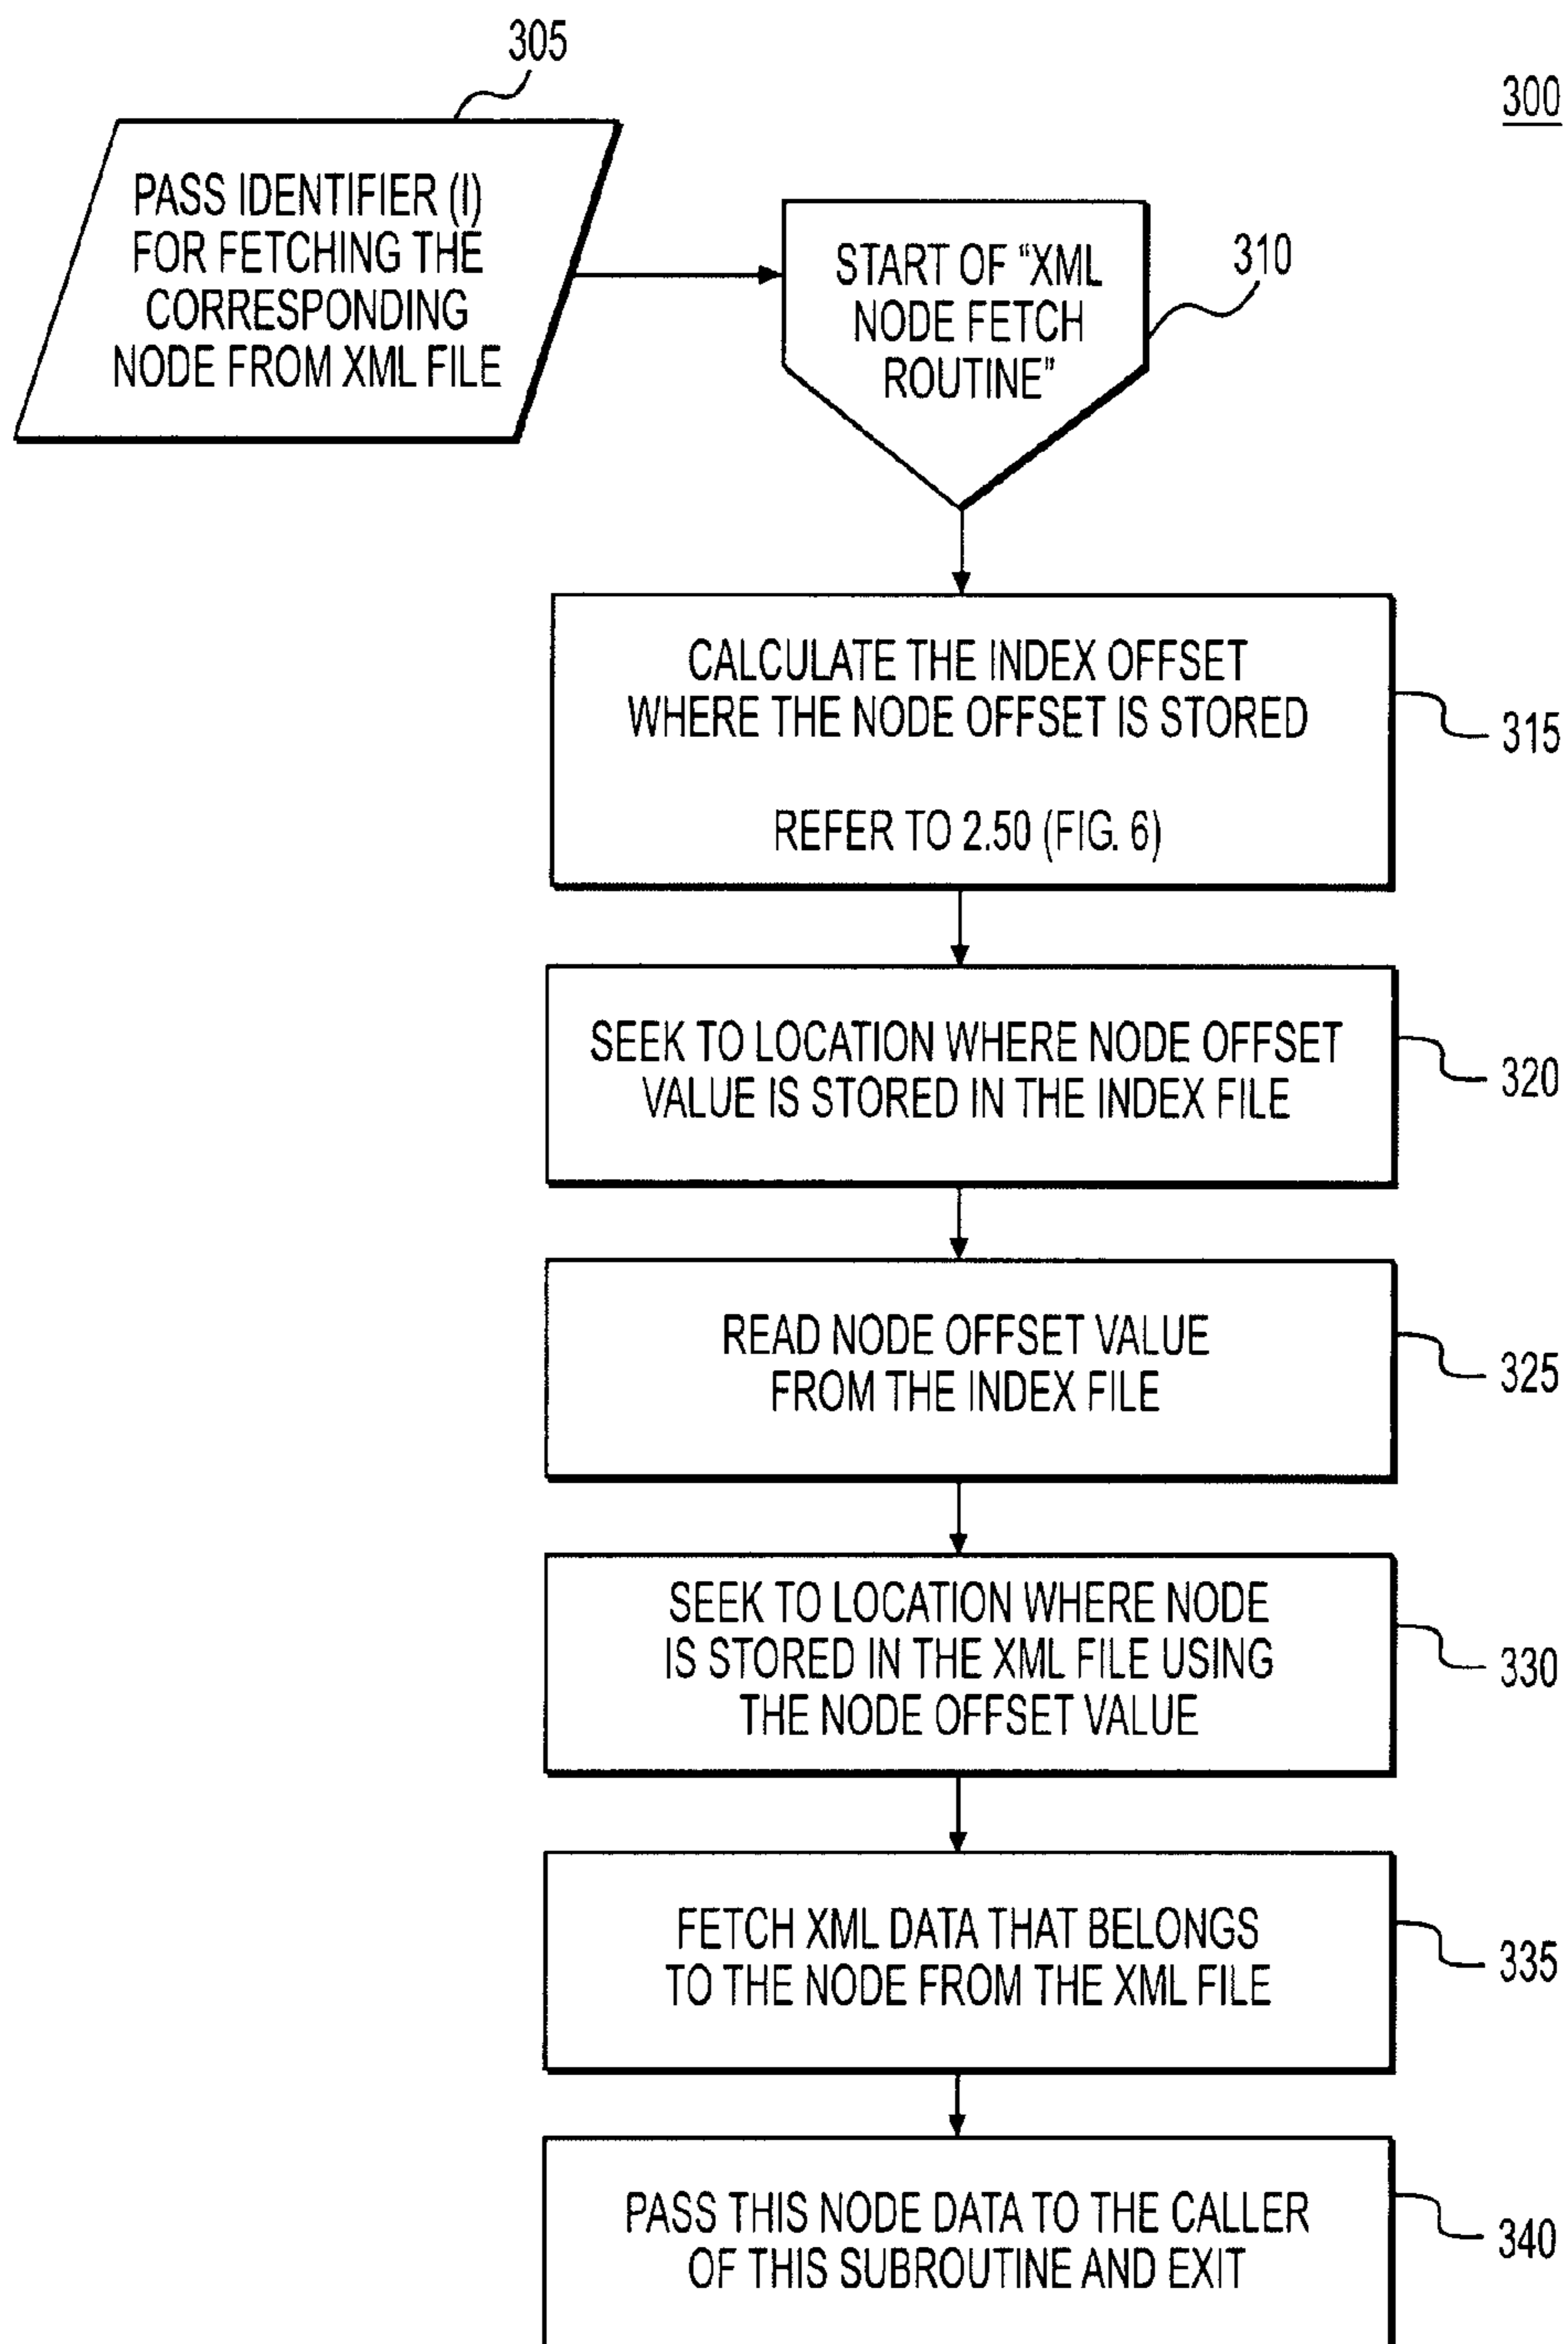 305
300
PASS IDENTIFIER (I)
FOR FETCHING THE
CORRESPONDING
NODE FROM XML FILE
START OF "XML
NODE FETCH
ROUTINE"
310
CALCULATE THE INDEX OFFSET
WHERE THE NODE OFFSET IS STORED
REFER TO 2.50 (FIG. 6)
315
SEEK TO LOCATION WHERE NODE OFFSET
VALUE IS STORED IN THE INDEX FILE
320
READ NODE OFFSET VALUE
FROM THE INDEX FILE
325
SEEK TO LOCATION WHERE NODE
IS STORED IN THE XML FILE USING
THE NODE OFFSET VALUE
330
FETCH XML DATA THAT BELONGS
TO THE NODE FROM THE XML FILE
335
PASS THIS NODE DATA TO THE CALLER
OF THIS SUBROUTINE AND EXIT
340